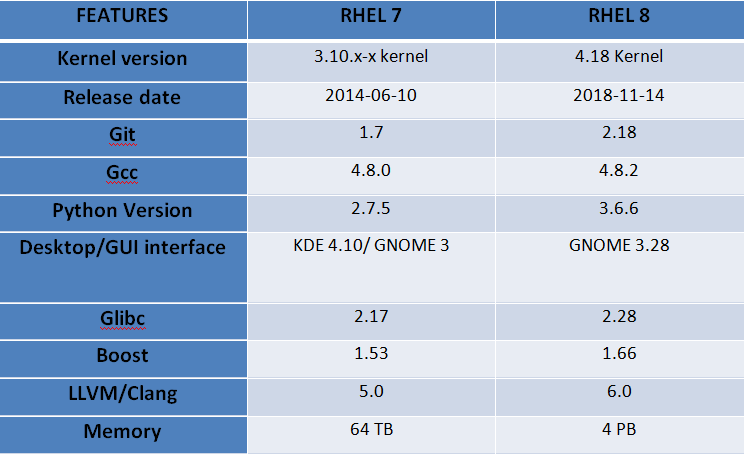 FEATURES RHEL 7 RHEL 8
Kernel version 3.10.x-x kernel 4.18 Kernel
Release date 2014-06-10 2018-11-14
Git 1.7 2.18
Gcc 4.8.0 4.8.2
Python Version 2.7.5 3.6.6
Desktop/GUI interface KDE 4.10/ GNOME 3 GNOME 3.28
Glibc 2.17 2.28
Boost 1.53 1.66
LLVM/Clang 5.0 6.0
Memory 64 TB 4 PB